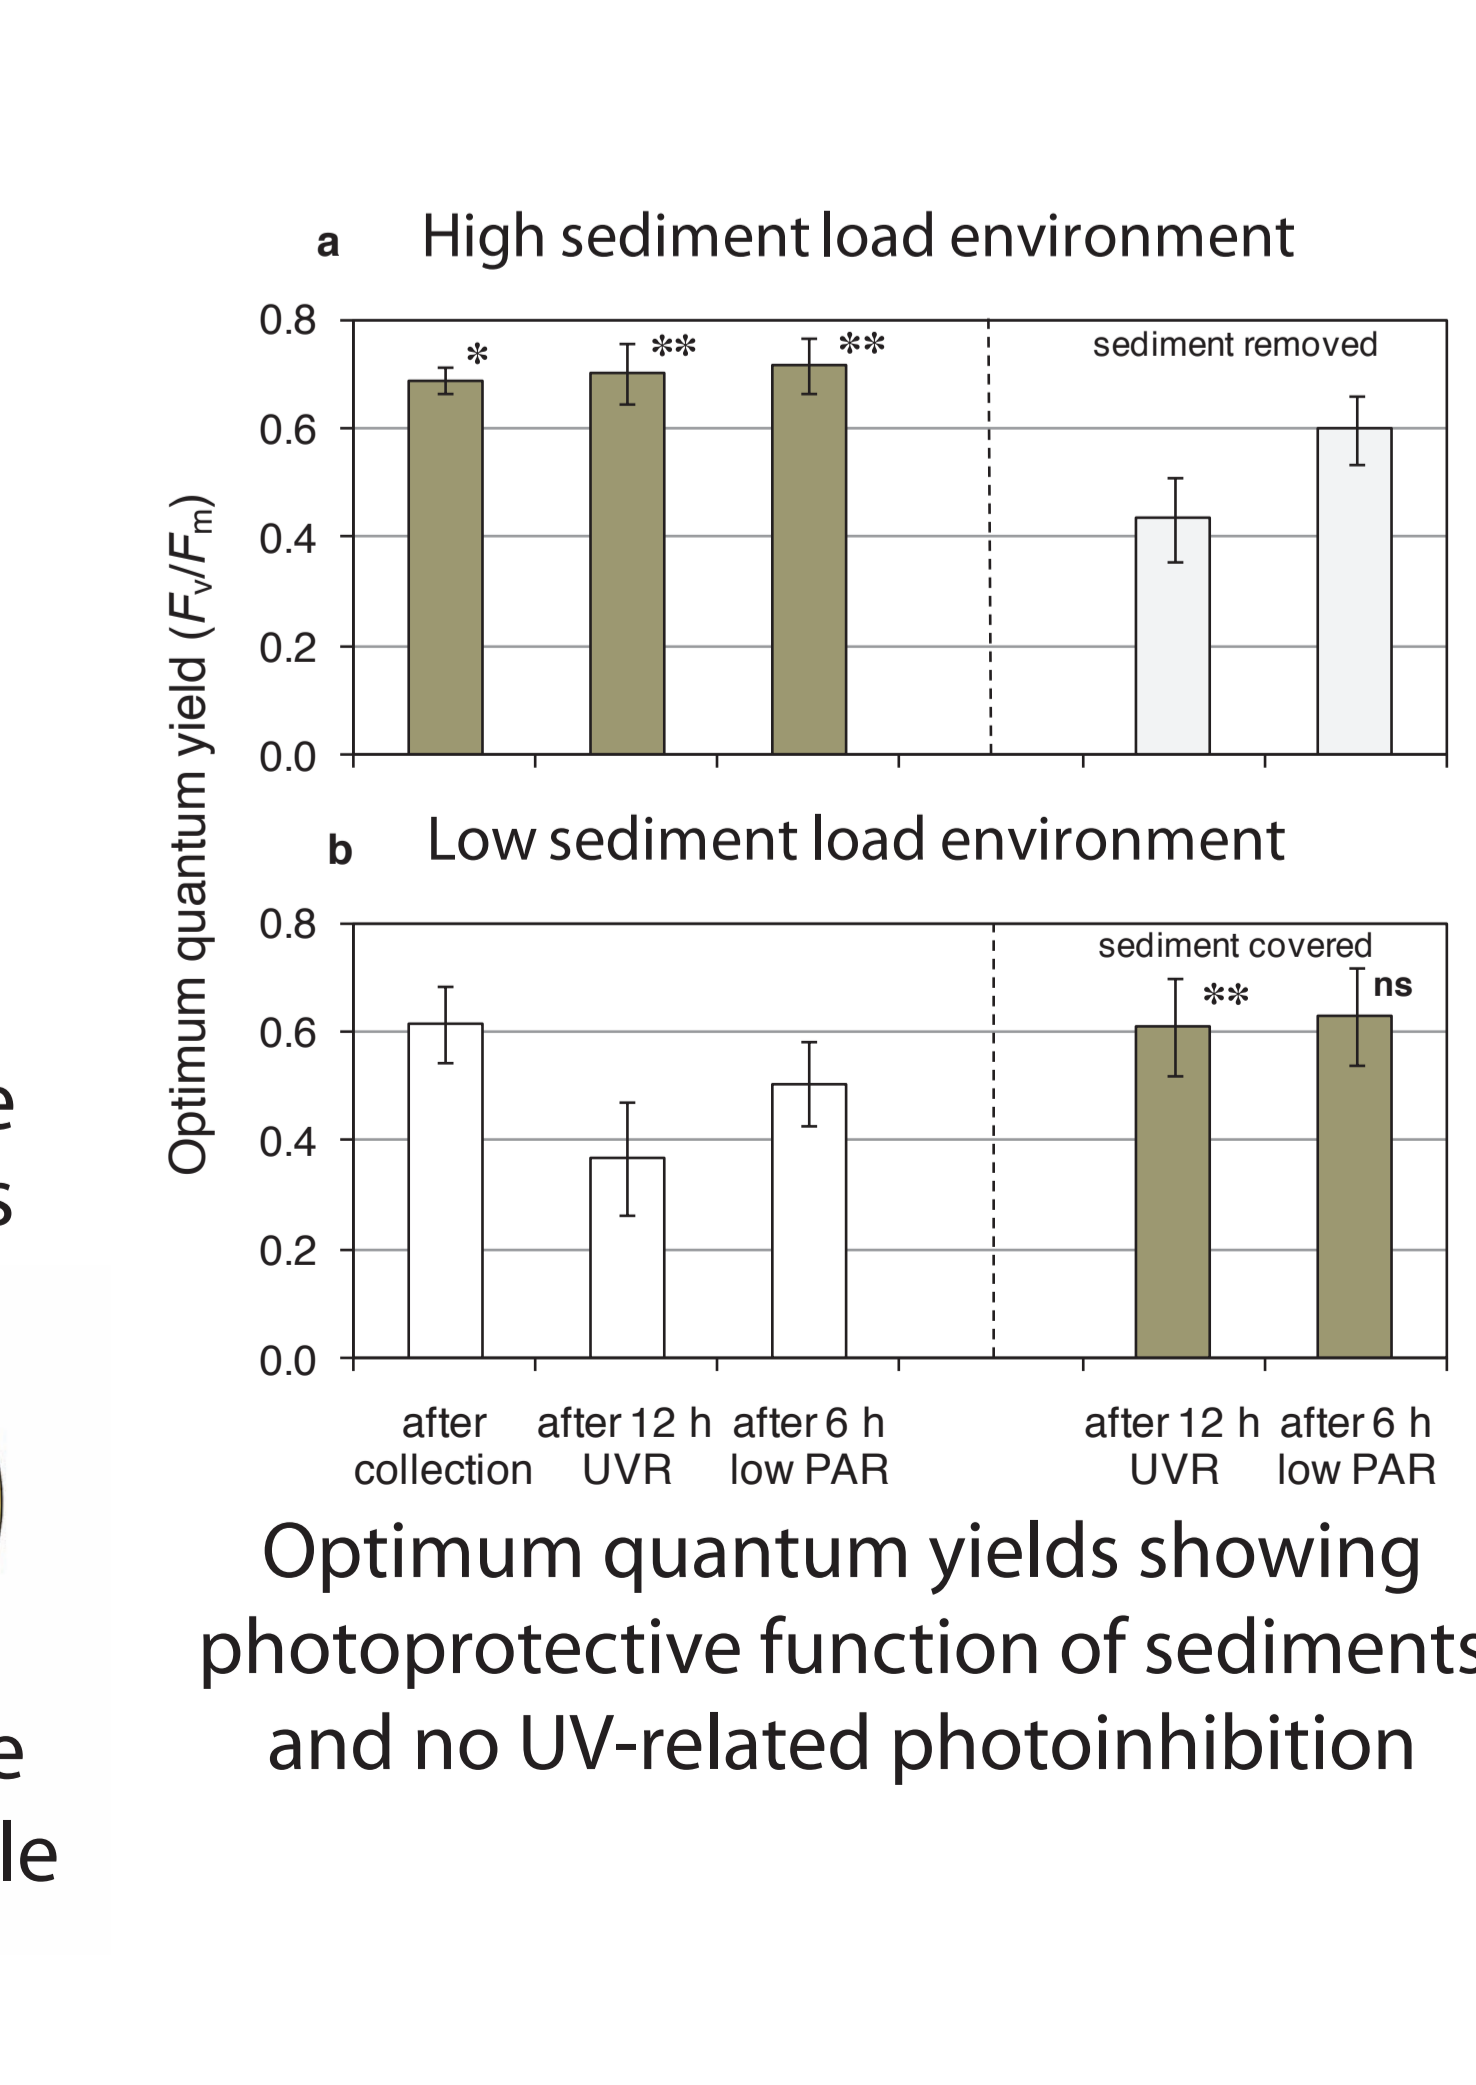 a High sediment load environment
0.8
0.6
0.4
0.2
0.0
* ** **
sediment removed
Optimum quantum yield (Fv/Fm)
b Low sediment load environment
0.8
0.6
0.4
0.2
0.0
sediment covered
** ns
after collection
after 12 h UVR
after 6 h low PAR
after 12 h UVR
after 6 h low PAR
Optimum quantum yields showing
photoprotective function of sediments
and no UV-related photoinhibition
s
e
le